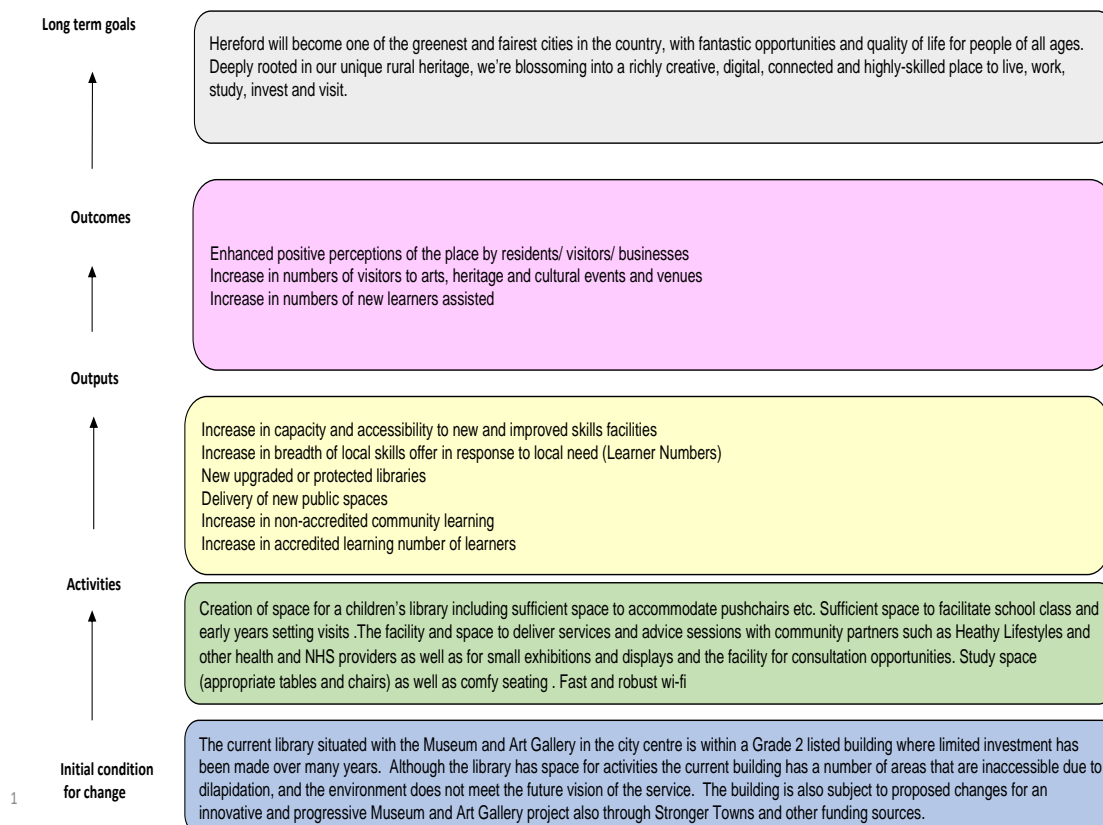 Long term goals
Hereford will become one of the greenest and fairest cities in the country, with fantastic opportunities and quality of life for people of all ages.
Deeply rooted in our unique rural heritage, we're blossoming into a richly creative, digital, connected and highly-skilled place to live, work,
study, invest and visit.
Outcomes
Enhanced positive perceptions of the place by residents/ visitors/ businesses
Increase in numbers of visitors to arts, heritage and cultural events and venues
Increase in numbers of new learners assisted
Outputs
Increase in capacity and accessibility to new and improved skills facilities
Increase in breadth of local skills offer in response to local need (Learner Numbers)
New upgraded or protected libraries
Delivery of new public spaces
Increase in non-accredited community learning
Increase in accredited learning number of learners
Activities
Creation of space for a children's library including sufficient space to accommodate pushchairs etc. Sufficient space to facilitate school class and
early years setting visits .The facility and space to deliver services and advice sessions with community partners such as Heathy Lifestyles and
other health and NHS providers as well as for small exhibitions and displays and the facility for consultation opportunities. Study space
(appropriate tables and chairs) as well as comfy seating . Fast and robust wi-fi
Initial condition
for change
The current library situated with the Museum and Art Gallery in the city centre is within a Grade 2 listed building where limited investment has
been made over many years. Although the library has space for activities the current building has a number of areas that are inaccessible due to
dilapidation, and the environment does not meet the future vision of the service. The building is also subject to proposed changes for an
innovative and progressive Museum and Art Gallery project also through Stronger Towns and other funding sources.
1